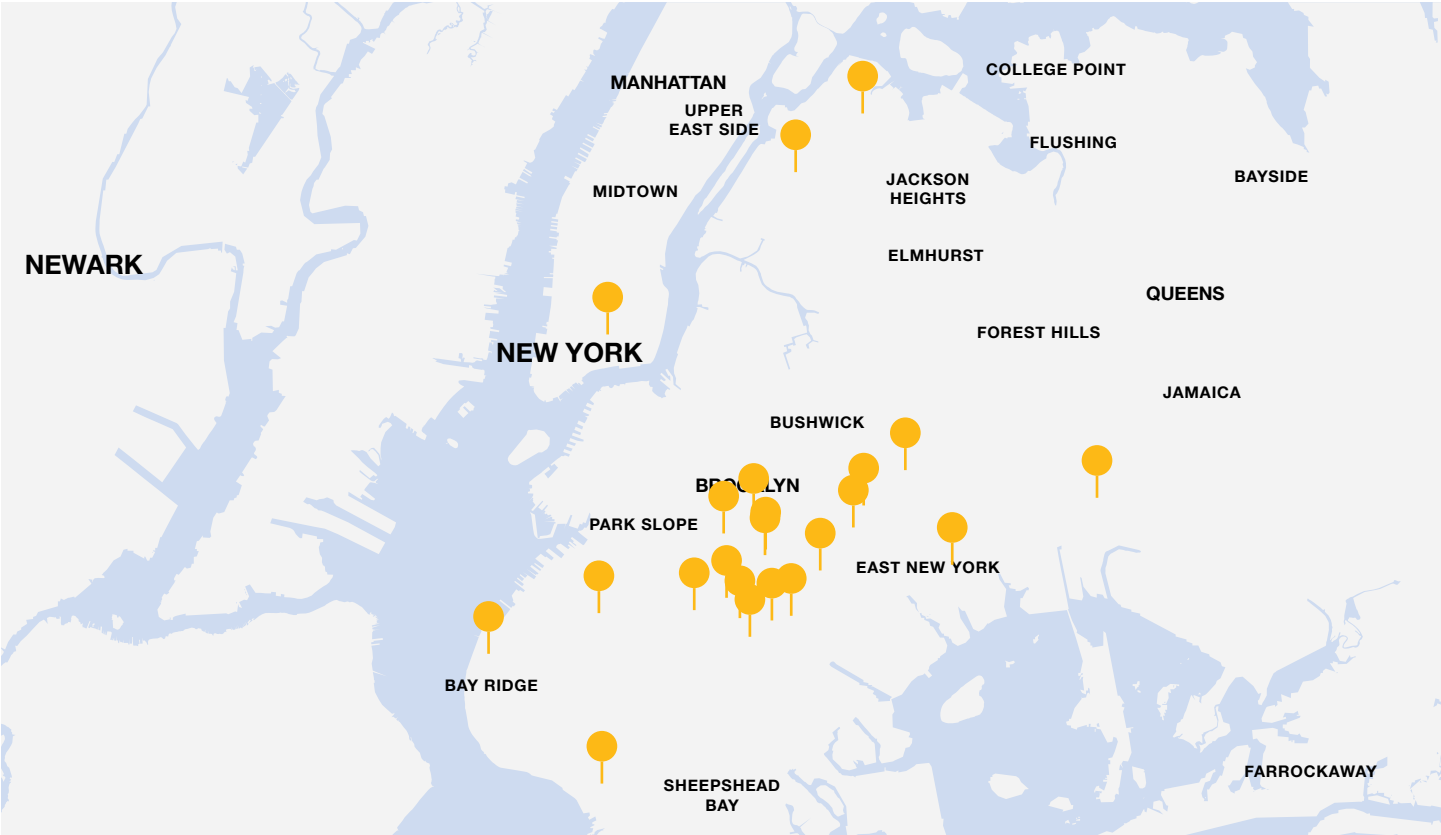 MANHATTAN
COLLEGE POINT
UPPER
EAST SIDE
FLUSHING
JACKSON
HEIGHTS
BAYSIDE
MIDTOWN
ELMHURST
NEWARK
QUEENS
FOREST HILLS
NEW YORK
JAMAICA
BUSHWICK
BROOKLYN
PARK SLOPE
EAST NEW YORK
BAY RIDGE
SHEEPSHEAD
BAY
FARROCKAWAY